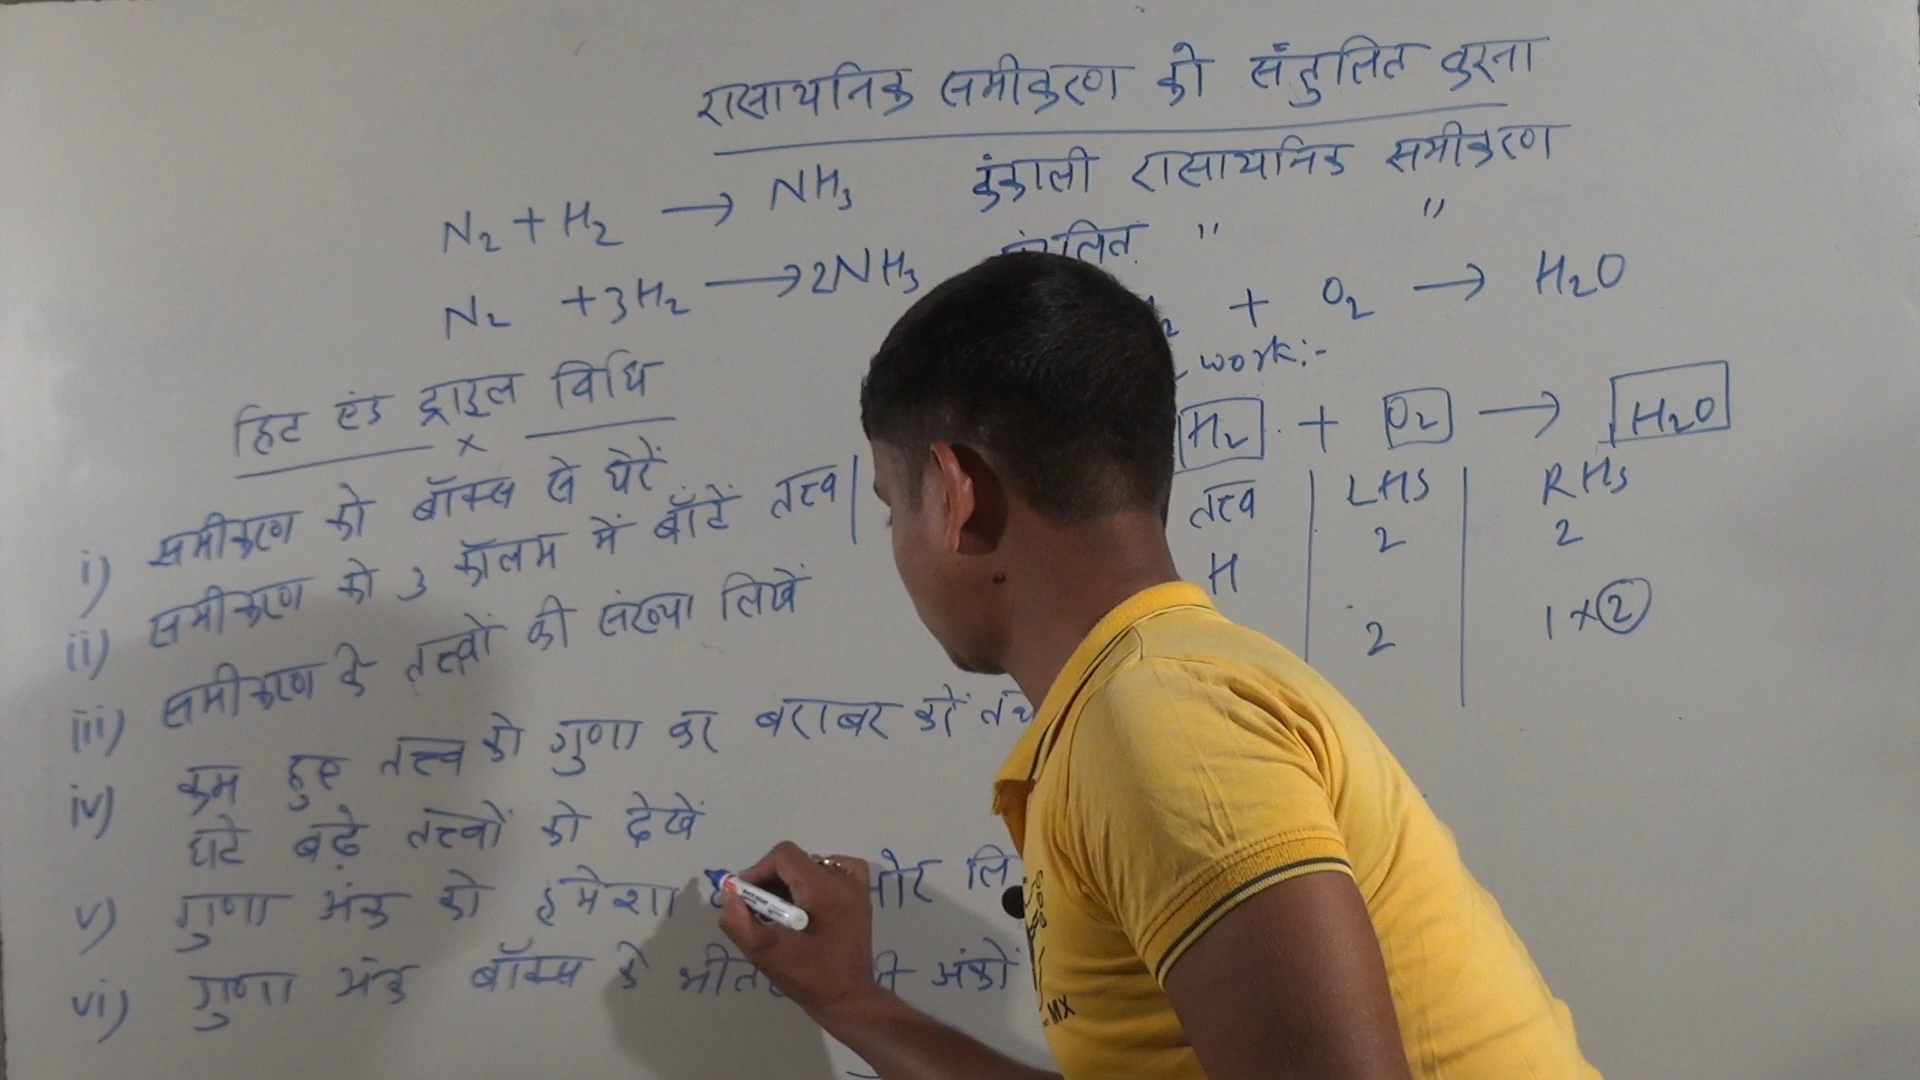 रासायनिक समीकरण को संतुलित करना
N₂ + H₂ → NH₃ कंकाली रासायनिक समीकरण
N₂ + 3H₂ → 2NH₃ " "
+ O₂ → H₂O
work:-
H₂ + O₂ → H₂O
तत्त्व | LHS | RHS
H 2 2
2 1×2
हिट एंड ट्राइल विधि
×
i) समीकरण को बॉक्स से घेरें
ii) समीकरण को 3 कॉलम में बाँटें तत्त्व |
iii) समीकरण के तत्त्वों की संख्या लिखें
iv) कम हुए तत्त्व को गुणा कर बराबर करें
घटे बढ़े तत्त्वों को देखें
v) गुणा अंक को हमेशा
vi) गुणा अंक बॉक्स के अंकों
MX